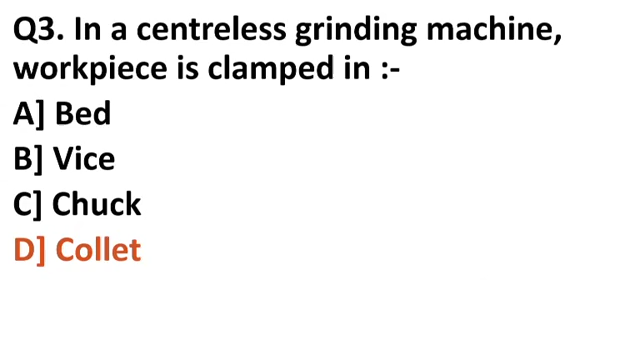 Q3. In a centreless grinding machine,
workpiece is clamped in :-
A] Bed
B] Vice
C] Chuck
D] Collet